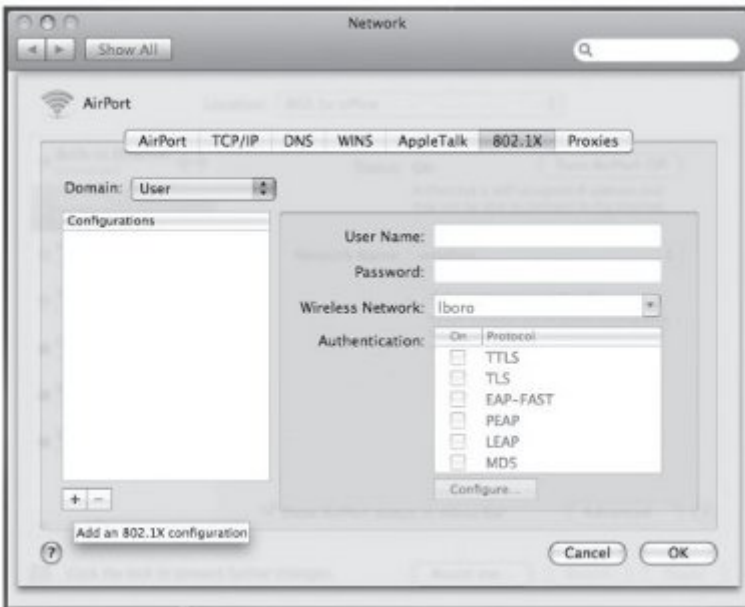 Network
Show All
AirPort
AirPort TCP/IP DNS WINS AppleTalk 802.1X Proxies
Domain: User
Configurations
User Name:
Password:
Wireless Network: lboro
Authentication:
On Protocol
TTLS
TLS
EAP-FAST
PEAP
LEAP
MD5
Configure...
+ -
Add an 802.1X configuration
? Cancel OK